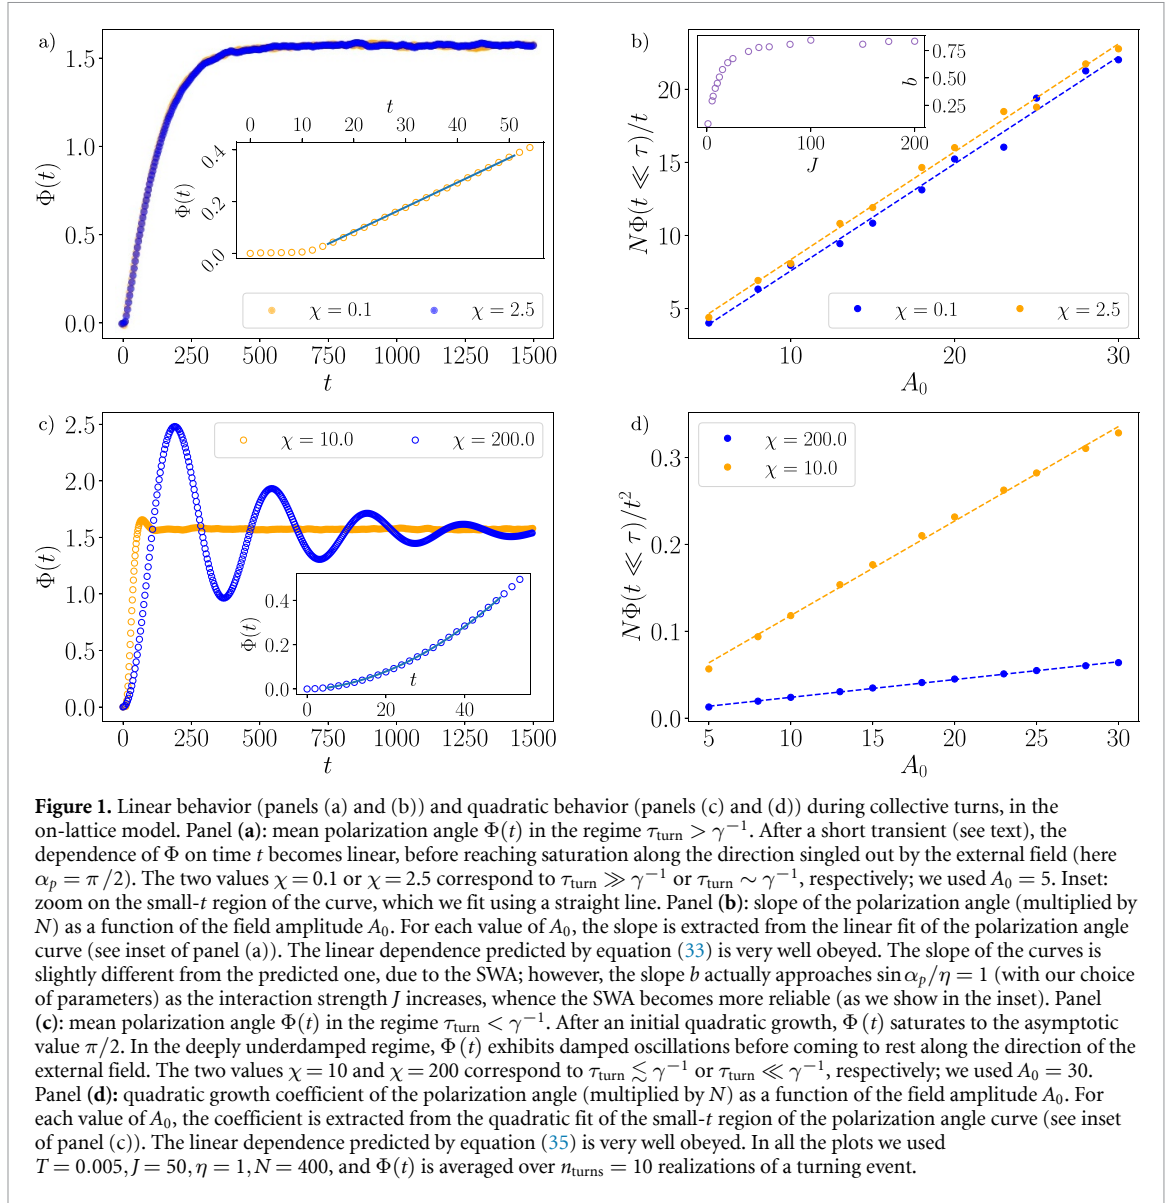 a)
Φ(t)
1.5
1.0
0.5
0.0
t
0 20 40
Φ(t)
0.4
0.2
0.0
χ = 0.1 χ = 2.5
0 250 500 750 1000 1250 1500
t
b)
NΦ(t ≪ τ)/t
20
15
10
5
b
0.75
0.50
0.25
0 100 200
J
χ = 0.1 χ = 2.5
10 20 30
A₀
c)
Φ(t)
2.5
2.0
1.5
1.0
0.5
0.0
χ = 10.0 χ = 200.0
Φ(t)
0.4
0.2
0.0
t
0 20 40
0 250 500 750 1000 1250 1500
t
d)
NΦ(t ≪ τ)/t²
0.3
0.2
0.1
0.0
χ = 200.0
χ = 10.0
5 10 15 20 25 30
A₀
Figure 1. Linear behavior (panels (a) and (b)) and quadratic behavior (panels (c) and (d)) during collective turns, in the
on-lattice model. Panel (a): mean polarization angle Φ(t) in the regime τ_turn > γ⁻¹. After a short transient (see text), the
dependence of Φ on time t becomes linear, before reaching saturation along the direction singled out by the external field (here
α_p = π/2). The two values χ = 0.1 or χ = 2.5 correspond to τ_turn ≫ γ⁻¹ or τ_turn ∼ γ⁻¹, respectively; we used A₀ = 5. Inset:
zoom on the small-t region of the curve, which we fit using a straight line. Panel (b): slope of the polarization angle (multiplied by
N) as a function of the field amplitude A₀. For each value of A₀, the slope is extracted from the linear fit of the polarization angle
curve (see inset of panel (a)). The linear dependence predicted by equation (33) is very well obeyed. The slope of the curves is
slightly different from the predicted one, due to the SWA; however, the slope b actually approaches sin α_p/η = 1 (with our choice
of parameters) as the interaction strength J increases, whence the SWA becomes more reliable (as we show in the inset). Panel
(c): mean polarization angle Φ(t) in the regime τ_turn < γ⁻¹. After an initial quadratic growth, Φ (t) saturates to the asymptotic
value π/2. In the deeply underdamped regime, Φ (t) exhibits damped oscillations before coming to rest along the direction of the
external field. The two values χ = 10 and χ = 200 correspond to τ_turn ≲ γ⁻¹ or τ_turn ≪ γ⁻¹, respectively; we used A₀ = 30.
Panel (d): quadratic growth coefficient of the polarization angle (multiplied by N) as a function of the field amplitude A₀. For
each value of A₀, the coefficient is extracted from the quadratic fit of the small-t region of the polarization angle curve (see inset
of panel (c)). The linear dependence predicted by equation (35) is very well obeyed. In all the plots we used
T = 0.005, J = 50, η = 1, N = 400, and Φ(t) is averaged over n_turns = 10 realizations of a turning event.